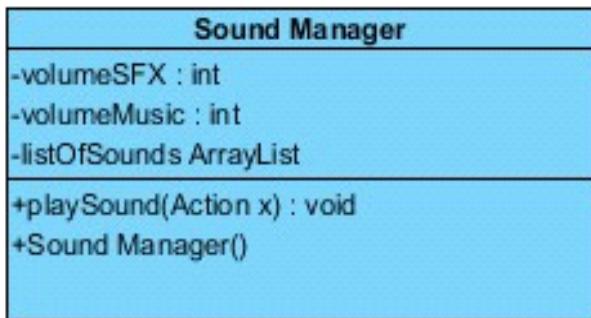 Sound Manager
-volumeSFX : int
-volumeMusic : int
-listOfSounds ArrayList
+playSound(Action x) : void
+Sound Manager()